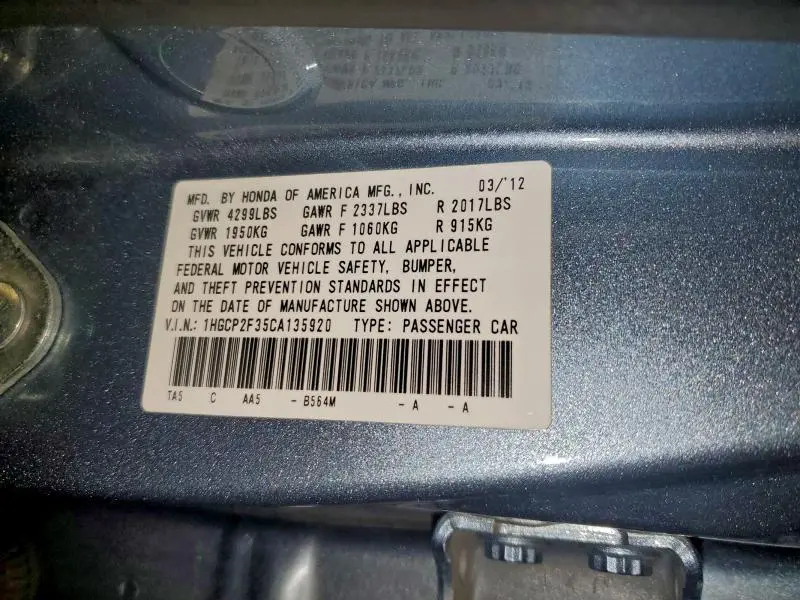 MFD. BY HONDA OF AMERICA MFG., INC. 03/'12
GVWR 4299LBS GAWR F 2337LBS R 2017LBS
GVWR 1950KG GAWR F 1060KG R 915KG
THIS VEHICLE CONFORMS TO ALL APPLICABLE
FEDERAL MOTOR VEHICLE SAFETY, BUMPER,
AND THEFT PREVENTION STANDARDS IN EFFECT
ON THE DATE OF MANUFACTURE SHOWN ABOVE.
V.I.N.: 1HGCP2F35CA135920 TYPE: PASSENGER CAR
TA5 C AA5 - B564M - A - A